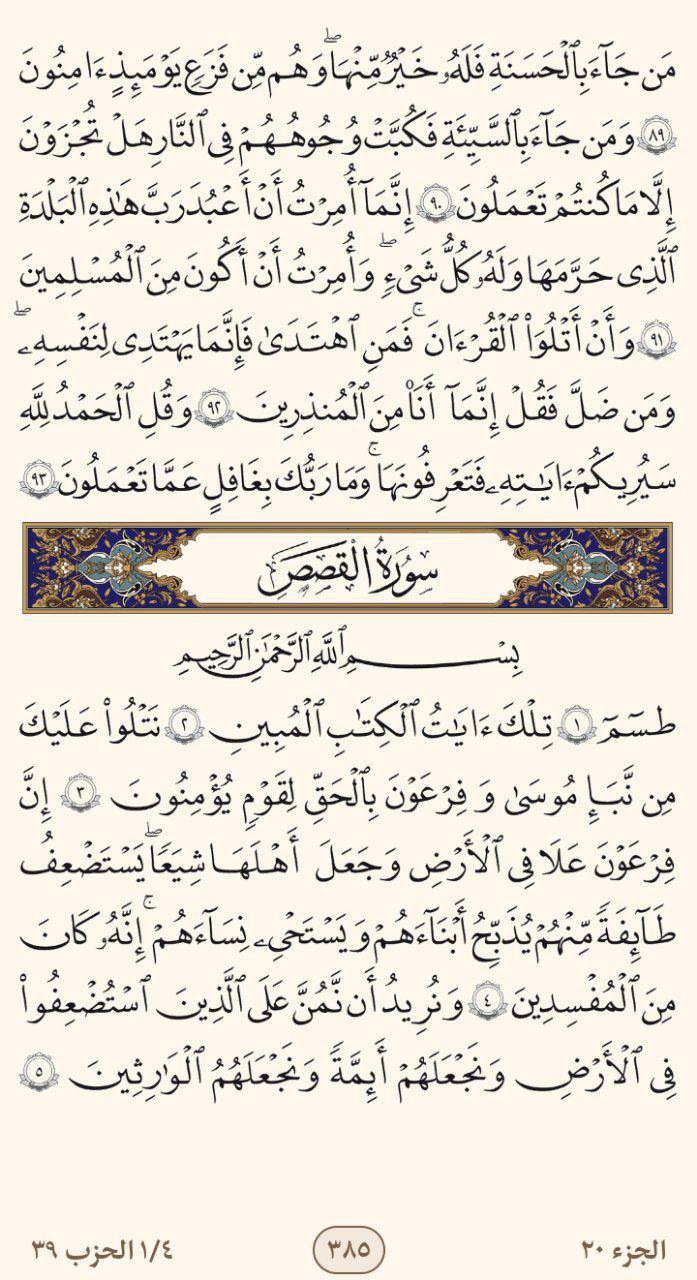 مَن جَآءَ بِٱلۡحَسَنَةِ فَلَهُۥ خَيۡرٞ مِّنۡهَاۖ وَهُم مِّن فَزَعٖ يَوۡمَئِذٍ ءَامِنُونَ
٨٩ وَمَن جَآءَ بِٱلسَّيِّئَةِ فَكُبَّتۡ وُجُوهُهُمۡ فِي ٱلنَّارِ هَلۡ تُجۡزَوۡنَ
إِلَّا مَا كُنتُمۡ تَعۡمَلُونَ ٩٠ إِنَّمَآ أُمِرۡتُ أَنۡ أَعۡبُدَ رَبَّ هَٰذِهِ ٱلۡبَلۡدَةِ
ٱلَّذِي حَرَّمَهَا وَلَهُۥ كُلُّ شَيۡءٖۖ وَأُمِرۡتُ أَنۡ أَكُونَ مِنَ ٱلۡمُسۡلِمِينَ
٩١ وَأَنۡ أَتۡلُوَاْ ٱلۡقُرۡءَانَۚ فَمَنِ ٱهۡتَدَىٰ فَإِنَّمَا يَهۡتَدِي لِنَفۡسِهِۦۖ
وَمَن ضَلَّ فَقُلۡ إِنَّمَآ أَنَا۠ مِنَ ٱلۡمُنذِرِينَ ٩٢ وَقُلِ ٱلۡحَمۡدُ لِلَّهِ
سَيُرِيكُمۡ ءَايَٰتِهِۦ فَتَعۡرِفُونَهَاۚ وَمَا رَبُّكَ بِغَٰفِلٍ عَمَّا تَعۡمَلُونَ ٩٣
سُورَةُ القَصَصِ
بِسۡمِ ٱللَّهِ ٱلرَّحۡمَٰنِ ٱلرَّحِيمِ
طسٓمٓ ١ تِلۡكَ ءَايَٰتُ ٱلۡكِتَٰبِ ٱلۡمُبِينِ ٢ نَتۡلُواْ عَلَيۡكَ
مِن نَّبَإِ مُوسَىٰ وَفِرۡعَوۡنَ بِٱلۡحَقِّ لِقَوۡمٖ يُؤۡمِنُونَ ٣ إِنَّ
فِرۡعَوۡنَ عَلَا فِي ٱلۡأَرۡضِ وَجَعَلَ أَهۡلَهَا شِيَعٗاۖ يَسۡتَضۡعِفُ
طَآئِفَةٗ مِّنۡهُمۡ يُذَبِّحُ أَبۡنَآءَهُمۡ وَيَسۡتَحۡيِۦ نِسَآءَهُمۡۚ إِنَّهُۥ كَانَ
مِنَ ٱلۡمُفۡسِدِينَ ٤ وَنُرِيدُ أَن نَّمُنَّ عَلَى ٱلَّذِينَ ٱسۡتُضۡعِفُواْ
فِي ٱلۡأَرۡضِ وَنَجۡعَلَهُمۡ أَئِمَّةٗ وَنَجۡعَلَهُمُ ٱلۡوَٰرِثِينَ ٥
الجزء ٢٠ ٣٨٥ ١/٤ الحزب ٣٩